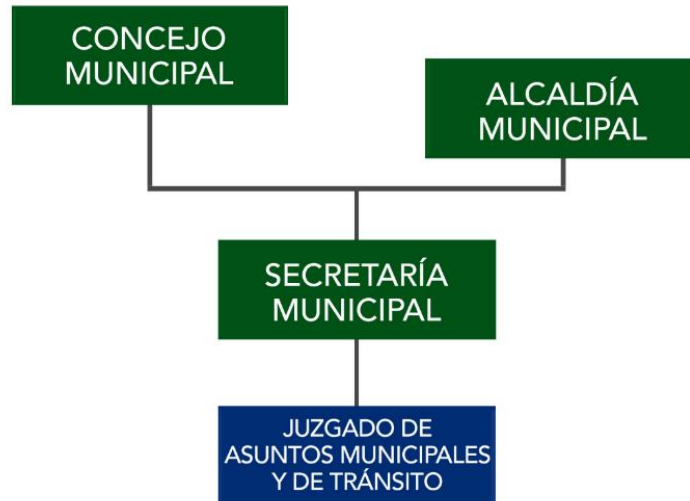 CONCEJO
MUNICIPAL
ALCALDÍA
MUNICIPAL
SECRETARÍA
MUNICIPAL
JUZGADO DE
ASUNTOS MUNICIPALES
Y DE TRÁNSITO